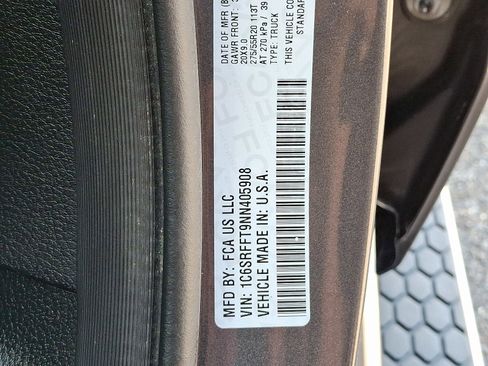 MFD BY: FCA US LLC
VIN: 1C6SRFFT9NN405908
VEHICLE MADE IN: U.S.A.
DATE OF MFR
GAWR FRONT:
20X9.0
275/55R20 113T
AT 270 kPa / 39
TYPE: TRUCK
THIS VEHICLE CO
STANDAR